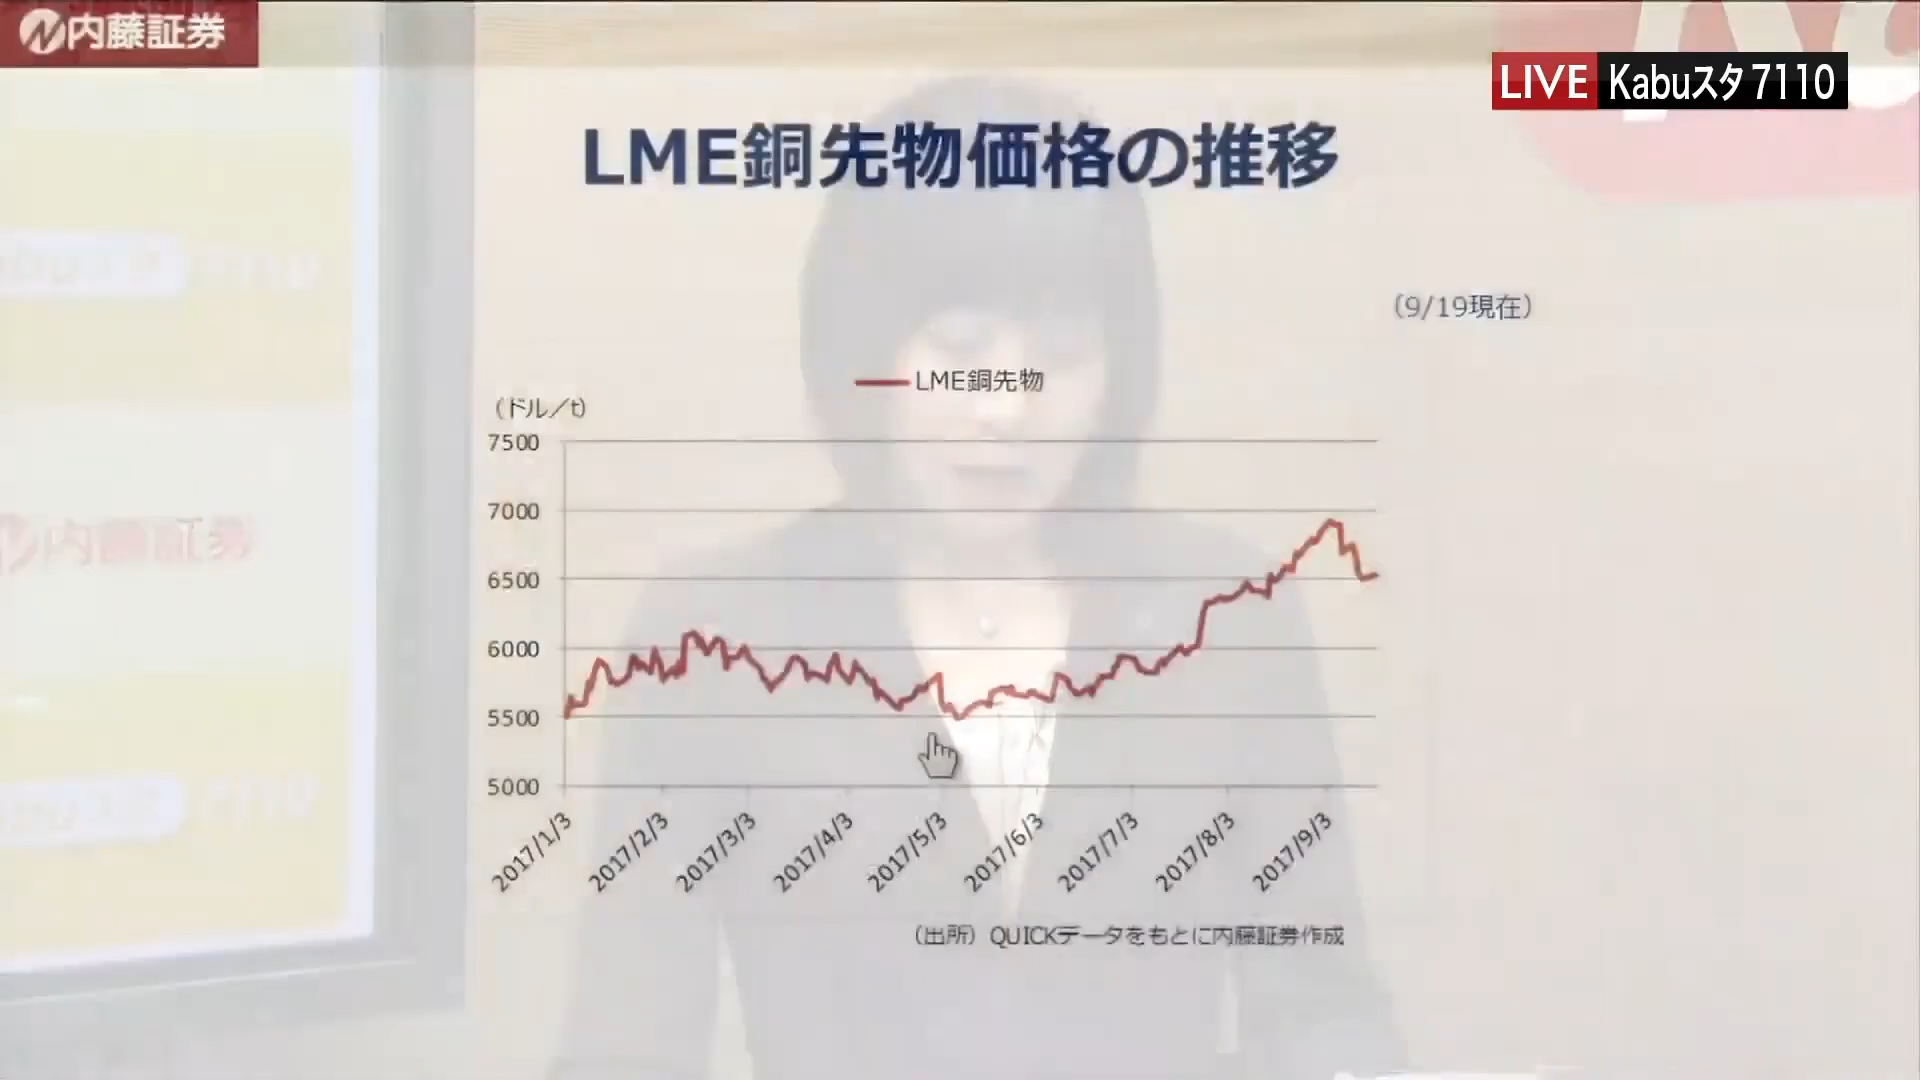 内藤証券
LIVE Kabuスタ7110
LME銅先物価格の推移
（9/19現在）
LME銅先物
（ドル／t）
7500
7000
6500
6000
5500
5000
2017/1/3
2017/2/3
2017/3/3
2017/4/3
2017/5/3
2017/6/3
2017/7/3
2017/8/3
2017/9/3
（出所）QUICKデータをもとに内藤証券作成
内藤証券